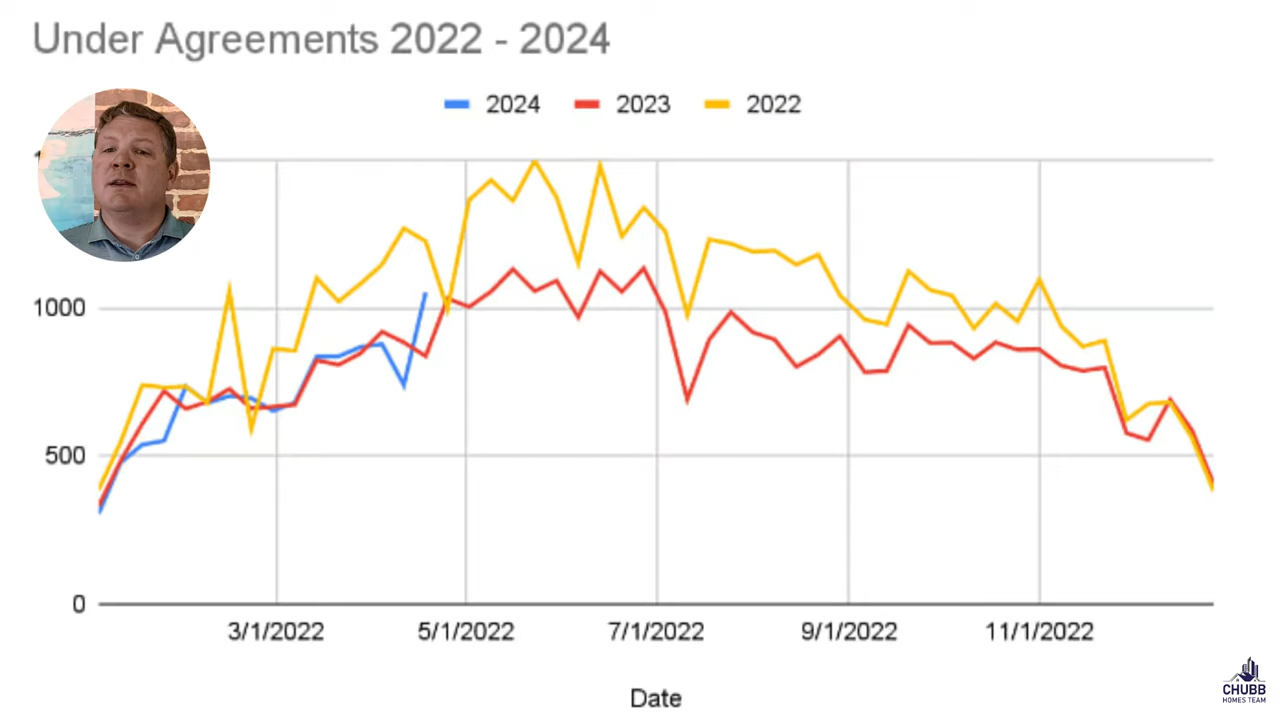 Under Agreements 2022 - 2024
2024
2023
2022
1000
500
0
3/1/2022
5/1/2022
7/1/2022
9/1/2022
11/1/2022
Date
CHUBB
HOMES TEAM